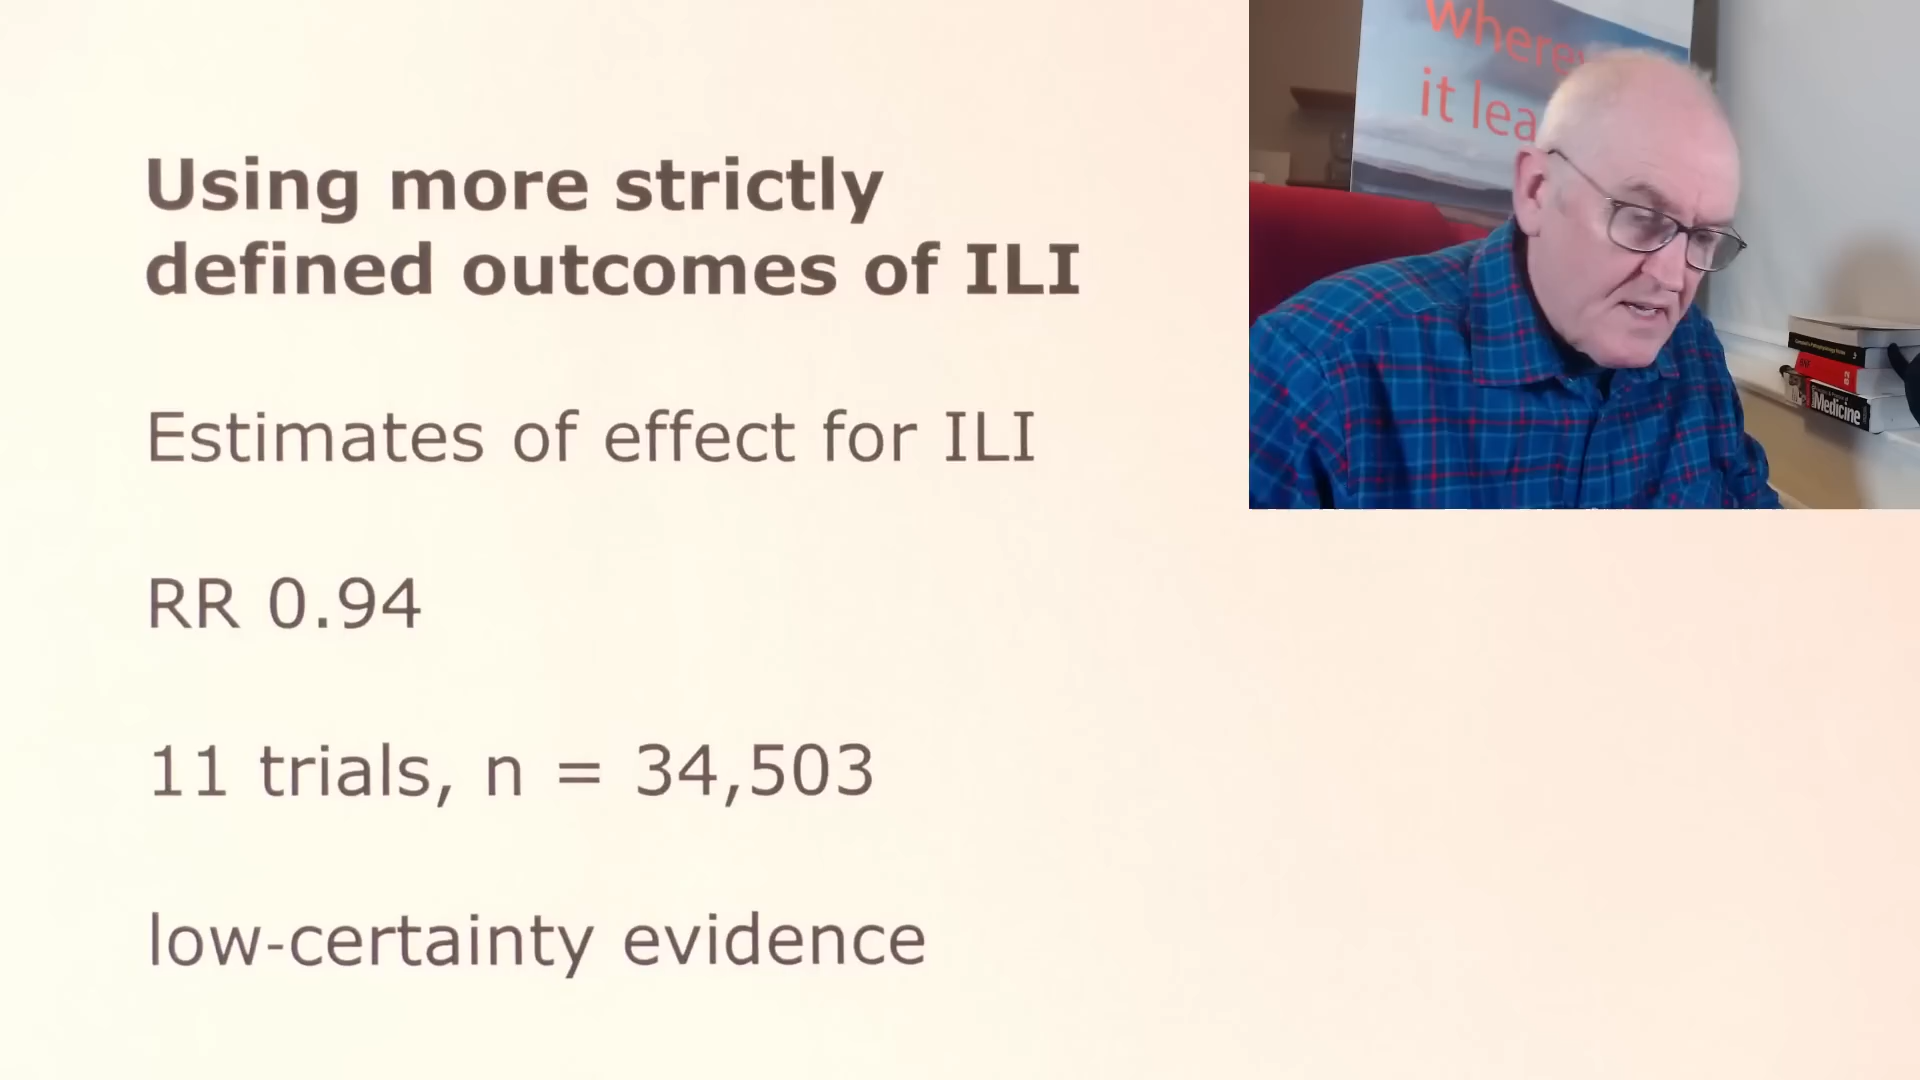 Using more strictly
defined outcomes of ILI
Estimates of effect for ILI
RR 0.94
11 trials, n = 34,503
low-certainty evidence
where
it lea
Medicine